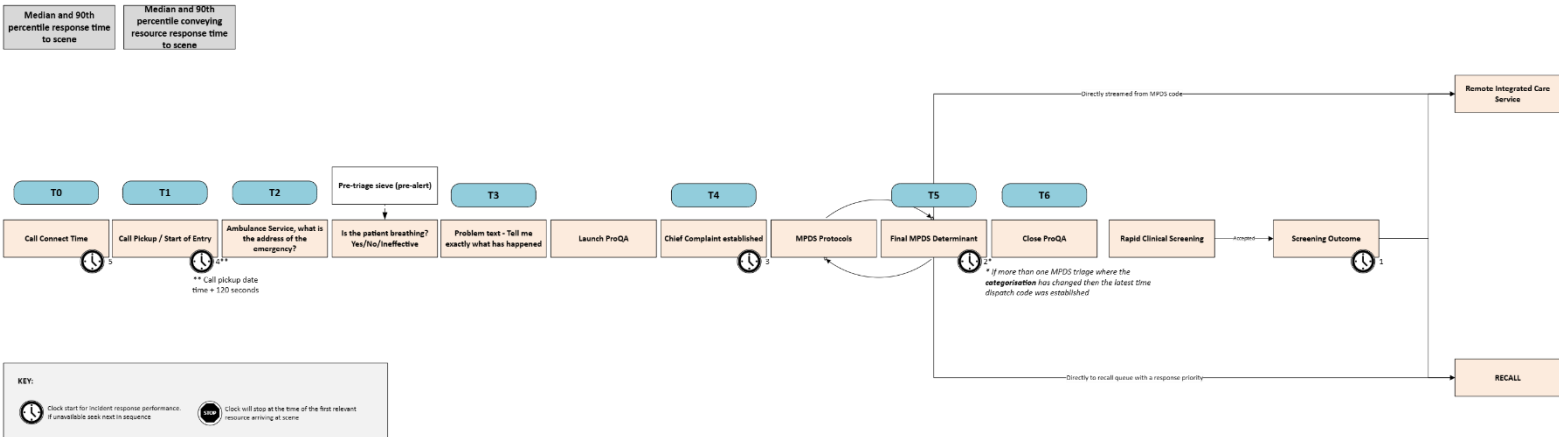 Median and 90th
percentile response time
to scene
Median and 90th
percentile conveying
resource response time
to scene
Directly streamed from MPDS code
Remote Integrated Care
Service
T0
T1
T2
Pre-triage sieve (pre-alert)
T3
T4
T5
T6
Call Connect Time
5
Call Pickup / Start of Entry
4**
** Call pickup date
time + 120 seconds
Ambulance Service, what is
the address of the
emergency?
Is the patient breathing?
Yes/No/Ineffective
Problem text - Tell me
exactly what has happened
Launch ProQA
Chief Complaint established
3
MPDS Protocols
Final MPDS Determinant
2*
* If more than one MPDS triage where the
categorisation has changed then the latest time
dispatch code was established
Close ProQA
Rapid Clinical Screening
Accepted
Screening Outcome
1
Directly to recall queue with a response priority
RECALL
KEY:
Clock start for incident response performance.
If unavailable seek next in sequence
STOP
Clock will stop at the time of the first relevant
resource arriving at scene